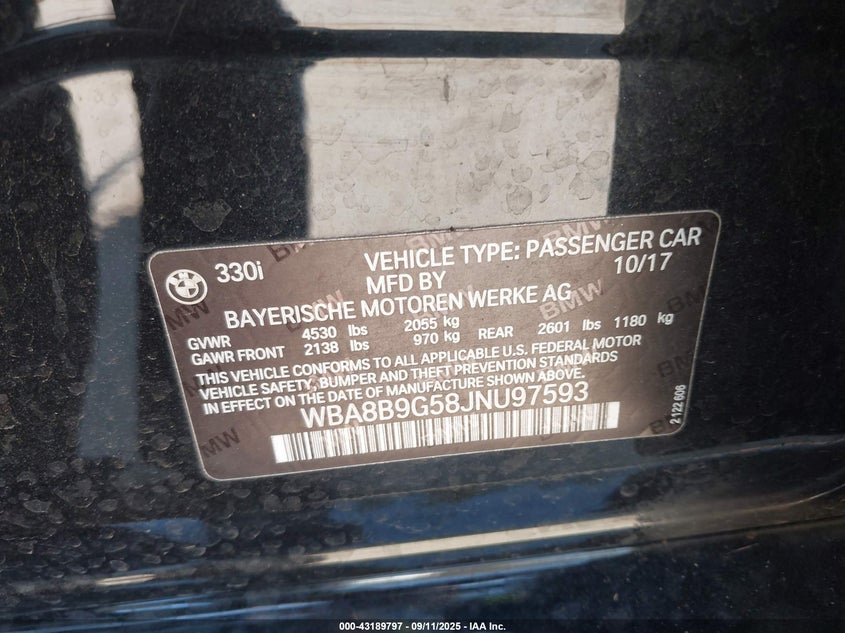 BMW
330i
VEHICLE TYPE: PASSENGER CAR
MFD BY 10/17
BAYERISCHE MOTOREN WERKE AG
GVWR 4530 lbs 2055 kg
GAWR FRONT 2138 lbs 970 kg REAR 2601 lbs 1180 kg
THIS VEHICLE CONFORMS TO ALL APPLICABLE U.S. FEDERAL MOTOR
VEHICLE SAFETY, BUMPER AND THEFT PREVENTION STANDARDS
IN EFFECT ON THE DATE OF MANUFACTURE SHOWN ABOVE.
WBA8B9G58JNU97593
2 122 606
000-43189797 - 09/11/2025 - IAA Inc.